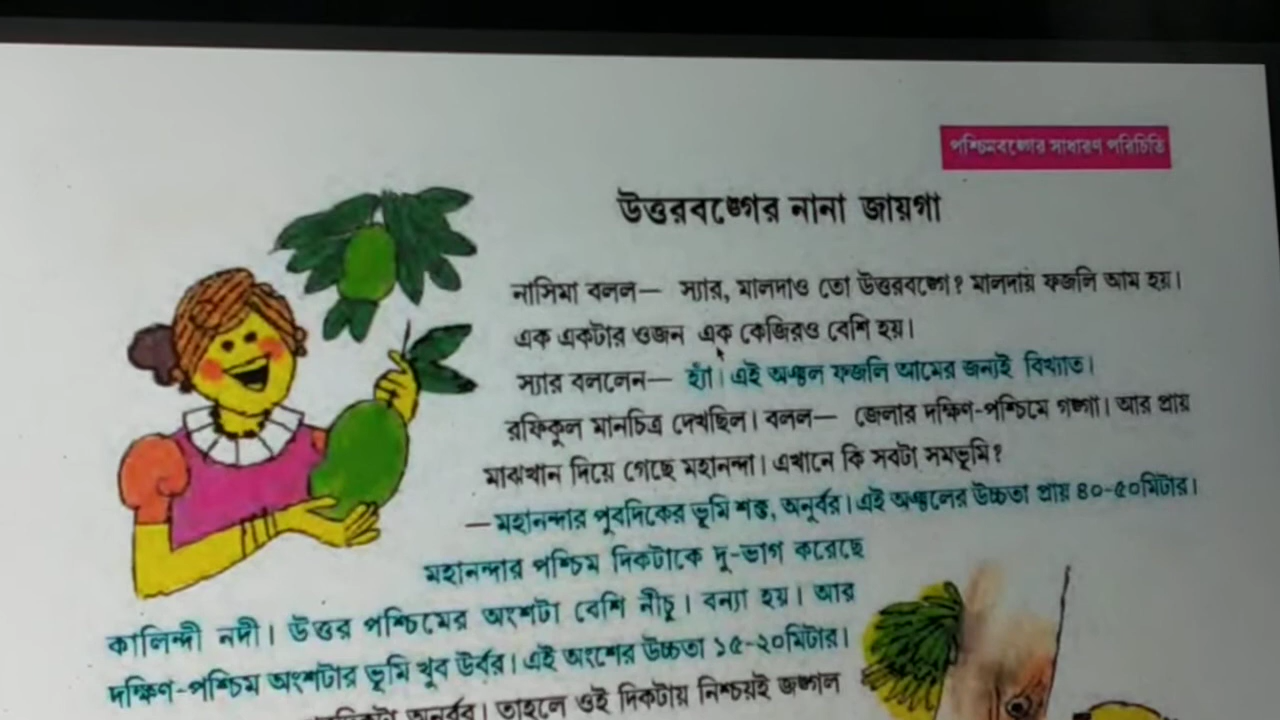 পশ্চিমবঙ্গের সাধারণ পরিচিতি
উত্তরবঙ্গের নানা জায়গা
নাসিমা বলল— স্যার, মালদাও তো উত্তরবঙ্গে? মালদায় ফজলি আম হয়।
এক একটার ওজন এক কেজিরও বেশি হয়।
স্যার বললেন— হ্যাঁ। এই অঞ্চল ফজলি আমের জন্যই বিখ্যাত।
রফিকুল মানচিত্র দেখছিল। বলল— জেলার দক্ষিণ-পশ্চিমে গঙ্গা। আর প্রায়
মাঝখান দিয়ে গেছে মহানন্দা। এখানে কি সবটা সমভূমি?
—মহানন্দার পুবদিকের ভূমি শক্ত, অনুর্বর। এই অঞ্চলের উচ্চতা প্রায় ৪০-৫০মিটার।
মহানন্দার পশ্চিম দিকটাকে দু-ভাগ করেছে
কালিন্দী নদী। উত্তর পশ্চিমের অংশটা বেশি নীচু। বন্যা হয়। আর
দক্ষিণ-পশ্চিম অংশটার ভূমি খুব উর্বর। এই অংশের উচ্চতা ১৫-২০মিটার।
অনুর্বর। তাহলে ওই দিকটায় নিশ্চয়ই জঙ্গল